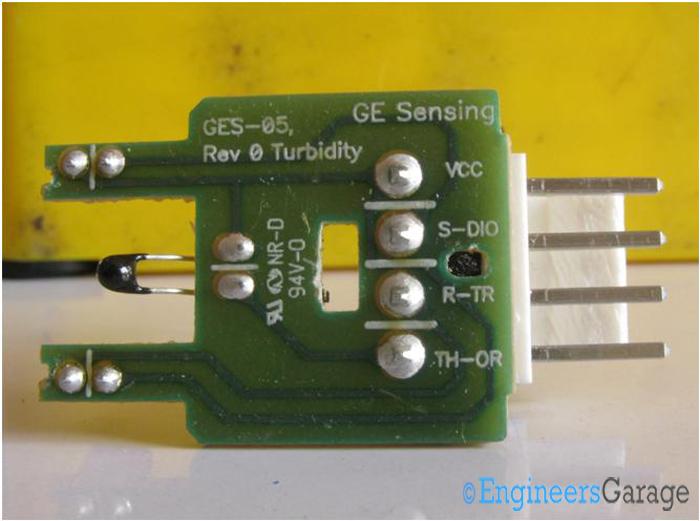 GE Sensing
GES-05,
Rev 0 Turbidity
VCC
S-DIO
NR-D
94V-0
R-TR
TH-OR
©EngineersGarage